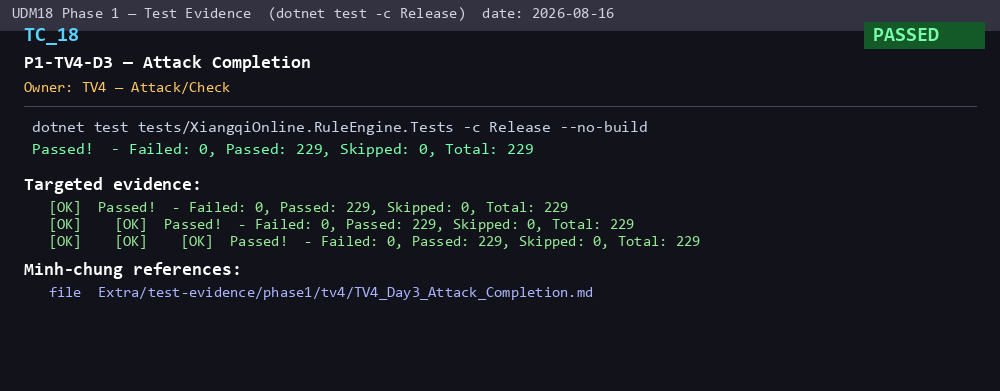 UDM18 Phase 1 — Test Evidence  (dotnet test -c Release)  date: 2026-08-16
TC_18
PASSED
P1-TV4-D3 — Attack Completion
Owner: TV4 — Attack/Check
dotnet test tests/XiangqiOnline.RuleEngine.Tests -c Release --no-build
Passed!  - Failed: 0, Passed: 229, Skipped: 0, Total: 229
Targeted evidence:
[OK]  Passed!  - Failed: 0, Passed: 229, Skipped: 0, Total: 229
[OK]    [OK]  Passed!  - Failed: 0, Passed: 229, Skipped: 0, Total: 229
[OK]    [OK]    [OK]  Passed!  - Failed: 0, Passed: 229, Skipped: 0, Total: 229
Minh-chung references:
file  Extra/test-evidence/phase1/tv4/TV4_Day3_Attack_Completion.md